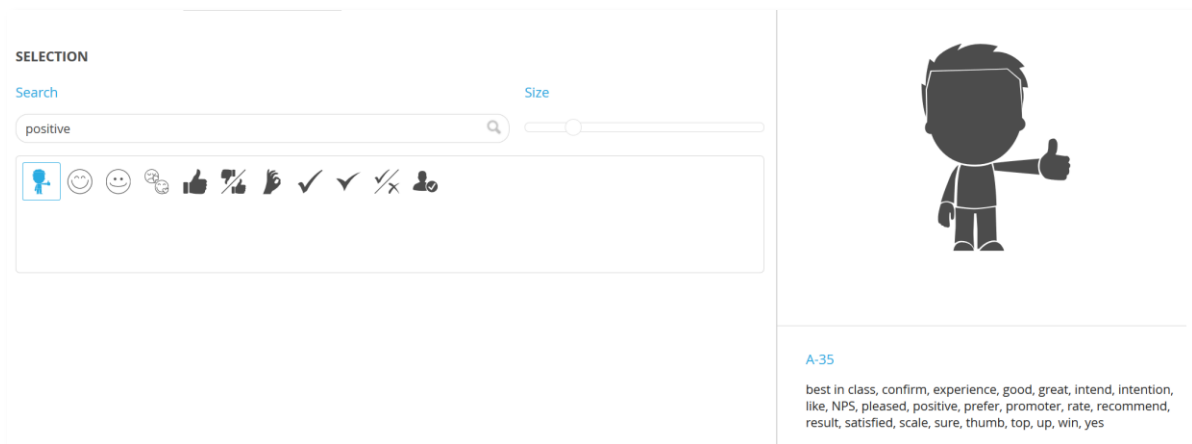 SELECTION
Search
Size
positive
A-35
best in class, confirm, experience, good, great, intend, intention,
like, NPS, pleased, positive, prefer, promoter, rate, recommend,
result, satisfied, scale, sure, thumb, top, up, win, yes